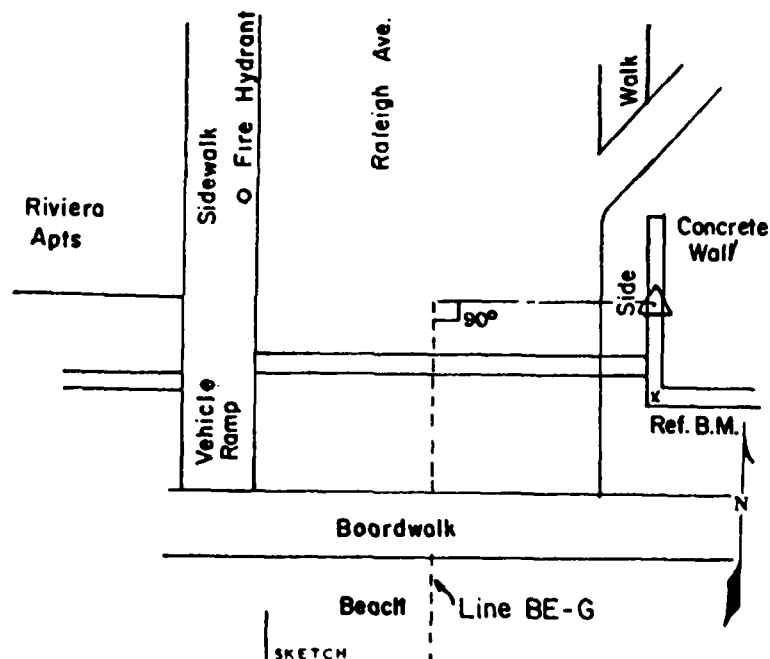 Sidewalk
Fire Hydrant
Raleigh Ave.
Walk
Riviera
Apts
Concrete
Wall
Side
90°
Vehicle
Ramp
x
Ref. B.M.
N
Boardwalk
Beach
Line BE-G
SKETCH